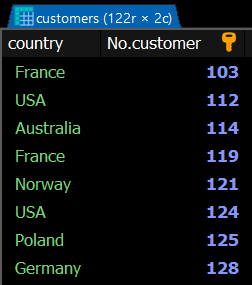 customers (122r × 2c)
country No.customer
France 103
USA 112
Australia 114
France 119
Norway 121
USA 124
Poland 125
Germany 128